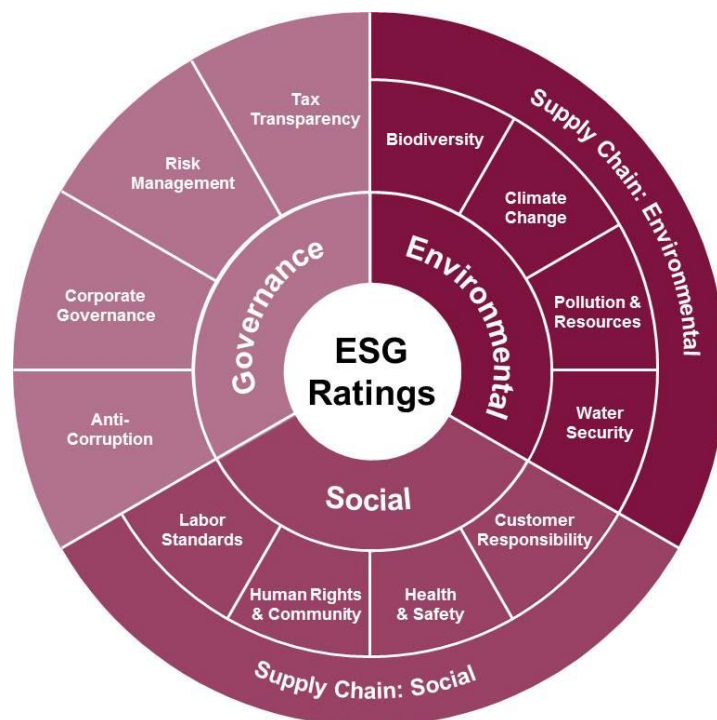 ESG
Ratings
Environmental
Biodiversity
Climate
Change
Pollution &
Resources
Water
Security
Supply Chain: Environmental
Social
Customer
Responsibility
Health
& Safety
Human Rights
& Community
Labor
Standards
Supply Chain: Social
Governance
Anti-
Corruption
Corporate
Governance
Risk
Management
Tax
Transparency